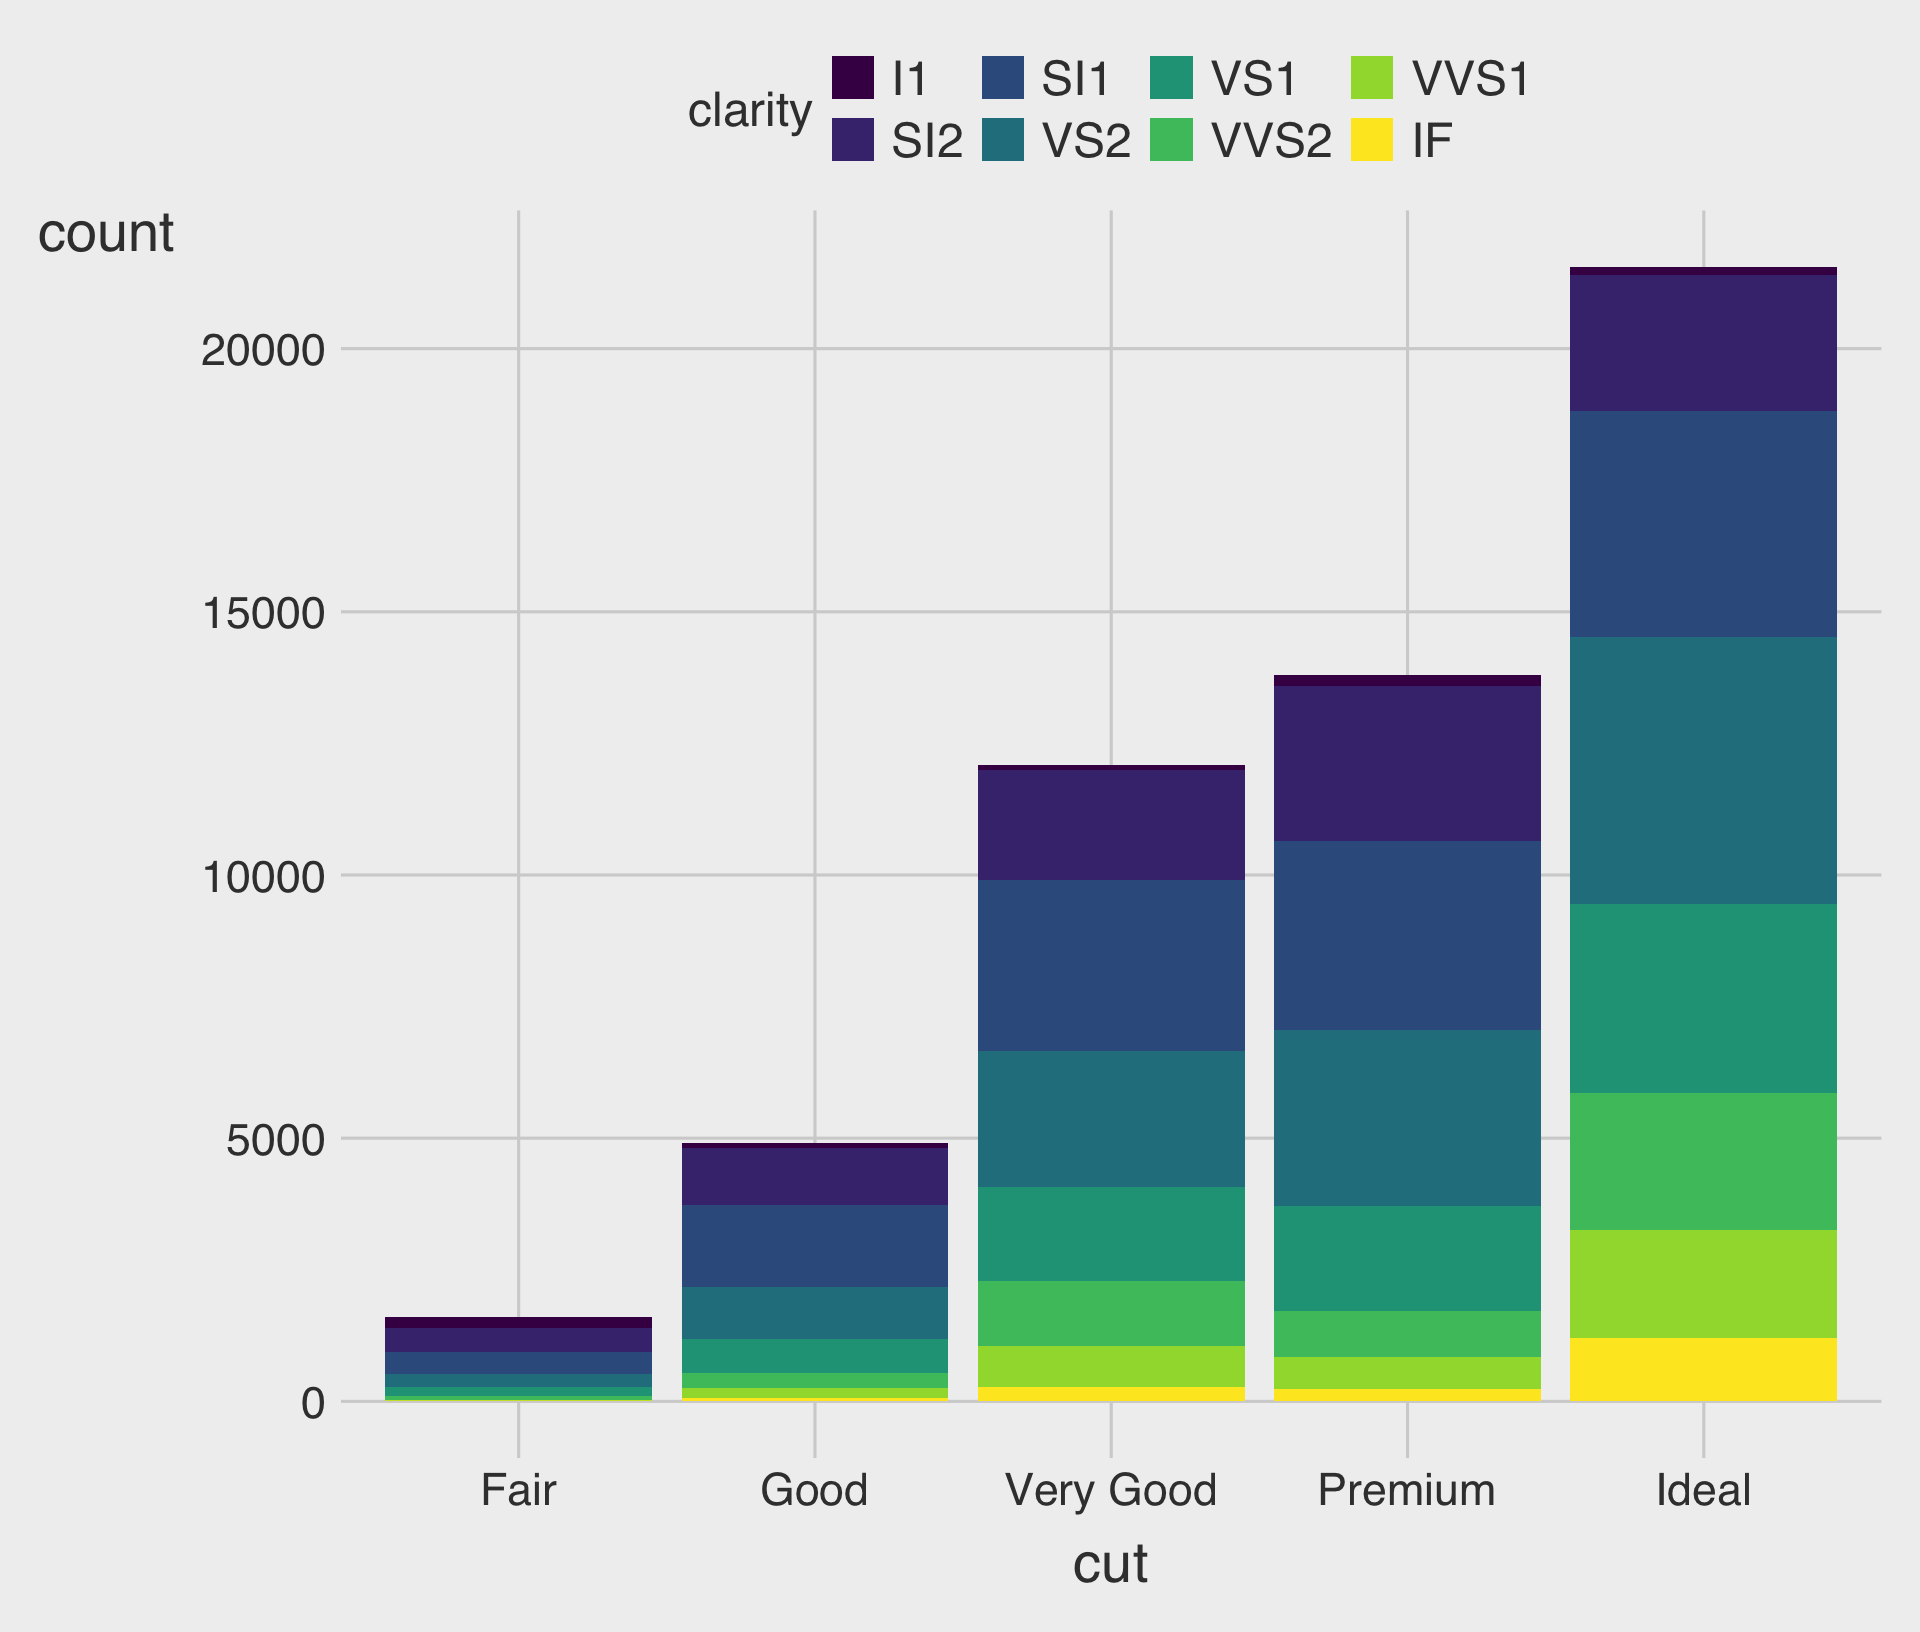 clarity
I1 SI1 VS1 VVS1
SI2 VS2 VVS2 IF
count
20000
15000
10000
5000
0
Fair Good Very Good Premium Ideal
cut